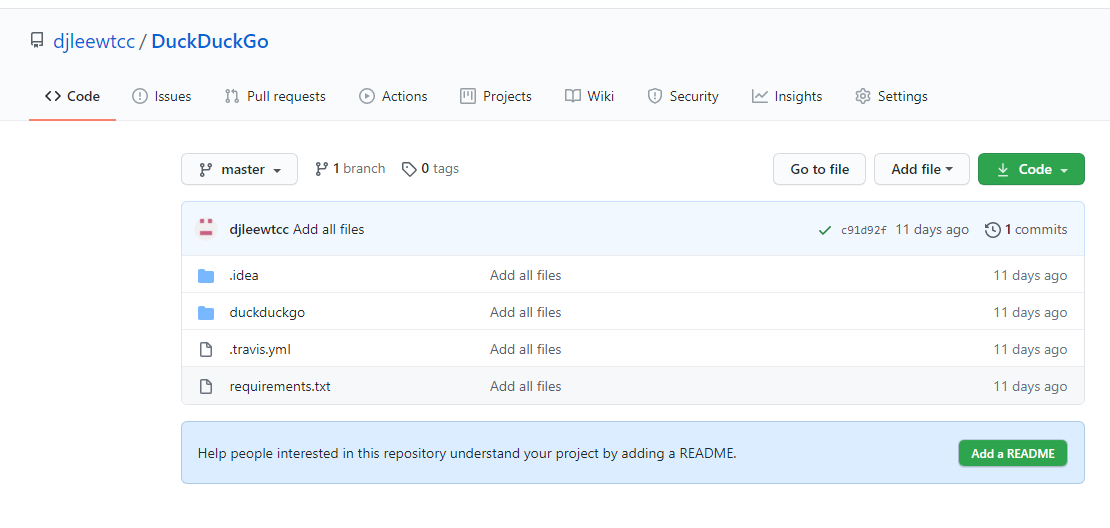 djleewtcc / DuckDuckGo
Code Issues Pull requests Actions Projects Wiki Security Insights Settings
master 1 branch 0 tags Go to file Add file Code
djleewtcc Add all files c91d92f 11 days ago 1 commits
.idea Add all files 11 days ago
duckduckgo Add all files 11 days ago
.travis.yml Add all files 11 days ago
requirements.txt Add all files 11 days ago
Help people interested in this repository understand your project by adding a README. Add a README